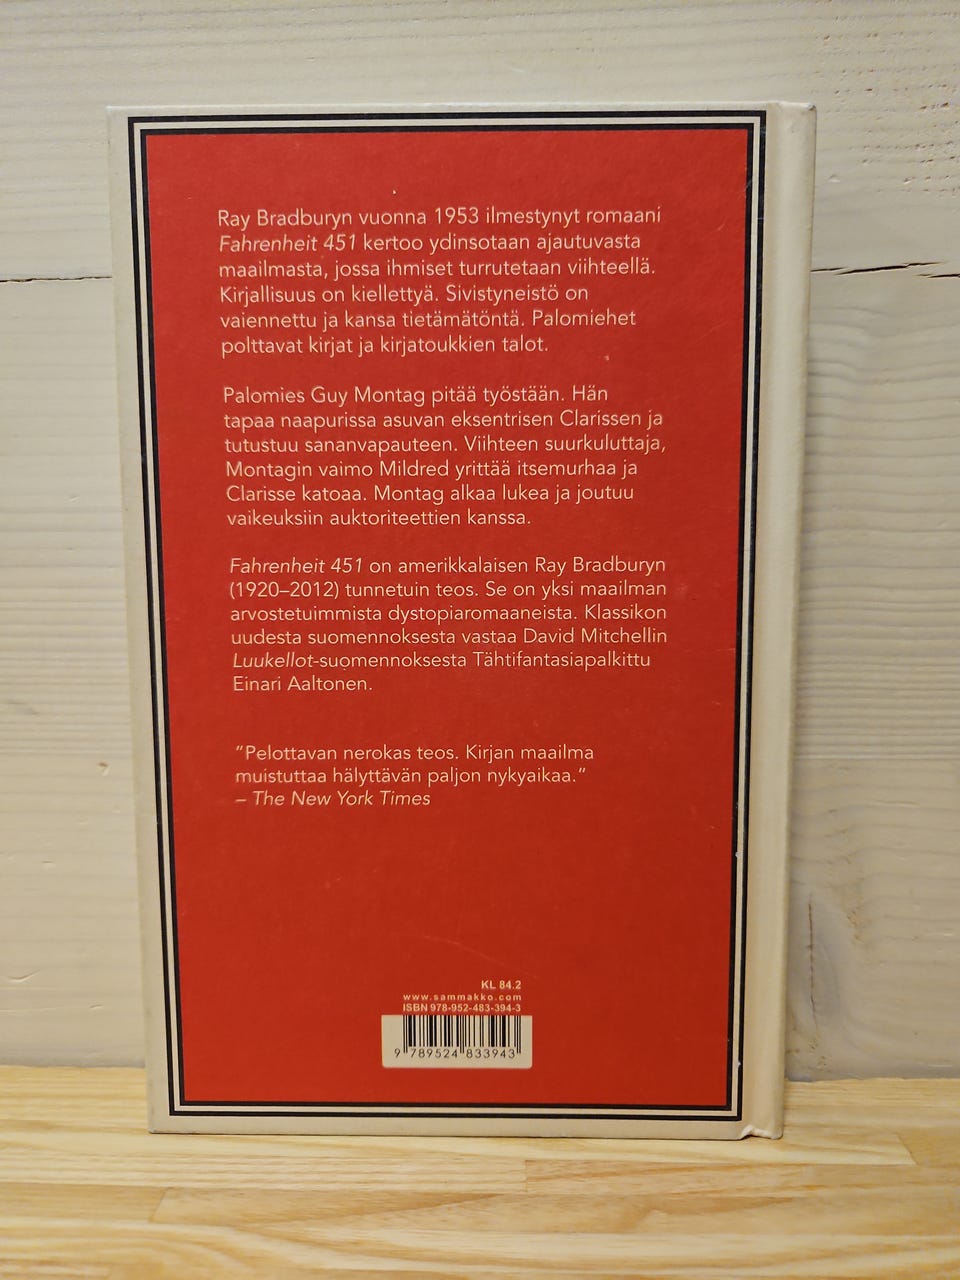 Ray Bradburyn vuonna 1953 ilmestynyt romaani
Fahrenheit 451 kertoo ydinsotaan ajautuvasta
maailmasta, jossa ihmiset turrutetaan viihteellä.
Kirjallisuus on kiellettyä. Sivistyneistö on
vaiennettu ja kansa tietämätöntä. Palomiehet
polttavat kirjat ja kirjatoukkien talot.
Palomies Guy Montag pitää työstään. Hän
tapaa naapurissa asuvan eksentrisen Clarissen ja
tutustuu sananvapauteen. Viihteen suurkuluttaja,
Montagin vaimo Mildred yrittää itsemurhaa ja
Clarisse katoaa. Montag alkaa lukea ja joutuu
vaikeuksiin auktoriteettien kanssa.
Fahrenheit 451 on amerikkalaisen Ray Bradburyn
(1920–2012) tunnetuin teos. Se on yksi maailman
arvostetuimmista dystopiaromaaneista. Klassikon
uudesta suomennoksesta vastaa David Mitchellin
Luukellot-suomennoksesta Tähtifantasiapalkittu
Einari Aaltonen.
”Pelottavan nerokas teos. Kirjan maailma
muistuttaa hälyttävän paljon nykyaikaa.”
– The New York Times
KL 84.2
www.sammakko.com
ISBN 978-952-483-394-3
9 789524 833943